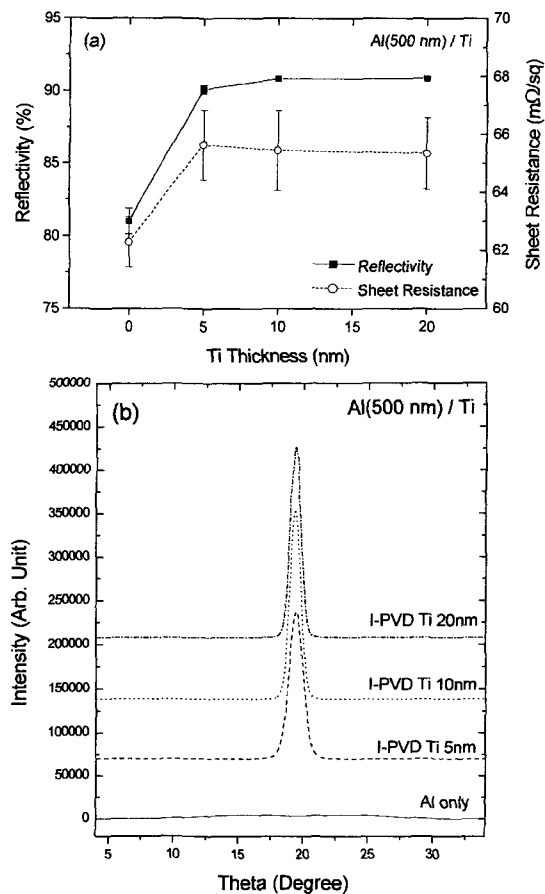 (a)
Al(500 nm) / Ti
95
90
85
80
75
Reflectivity (%)
70
68
66
64
62
60
Sheet Resistance (mΩ/sq)
Reflectivity
Sheet Resistance
0 5 10 15 20
Ti Thickness (nm)
(b)
Al(500 nm) / Ti
500000
450000
400000
350000
300000
250000
200000
150000
100000
50000
0
Intensity (Arb. Unit)
I-PVD Ti 20nm
I-PVD Ti 10nm
I-PVD Ti 5nm
Al only
5 10 15 20 25 30
Theta (Degree)